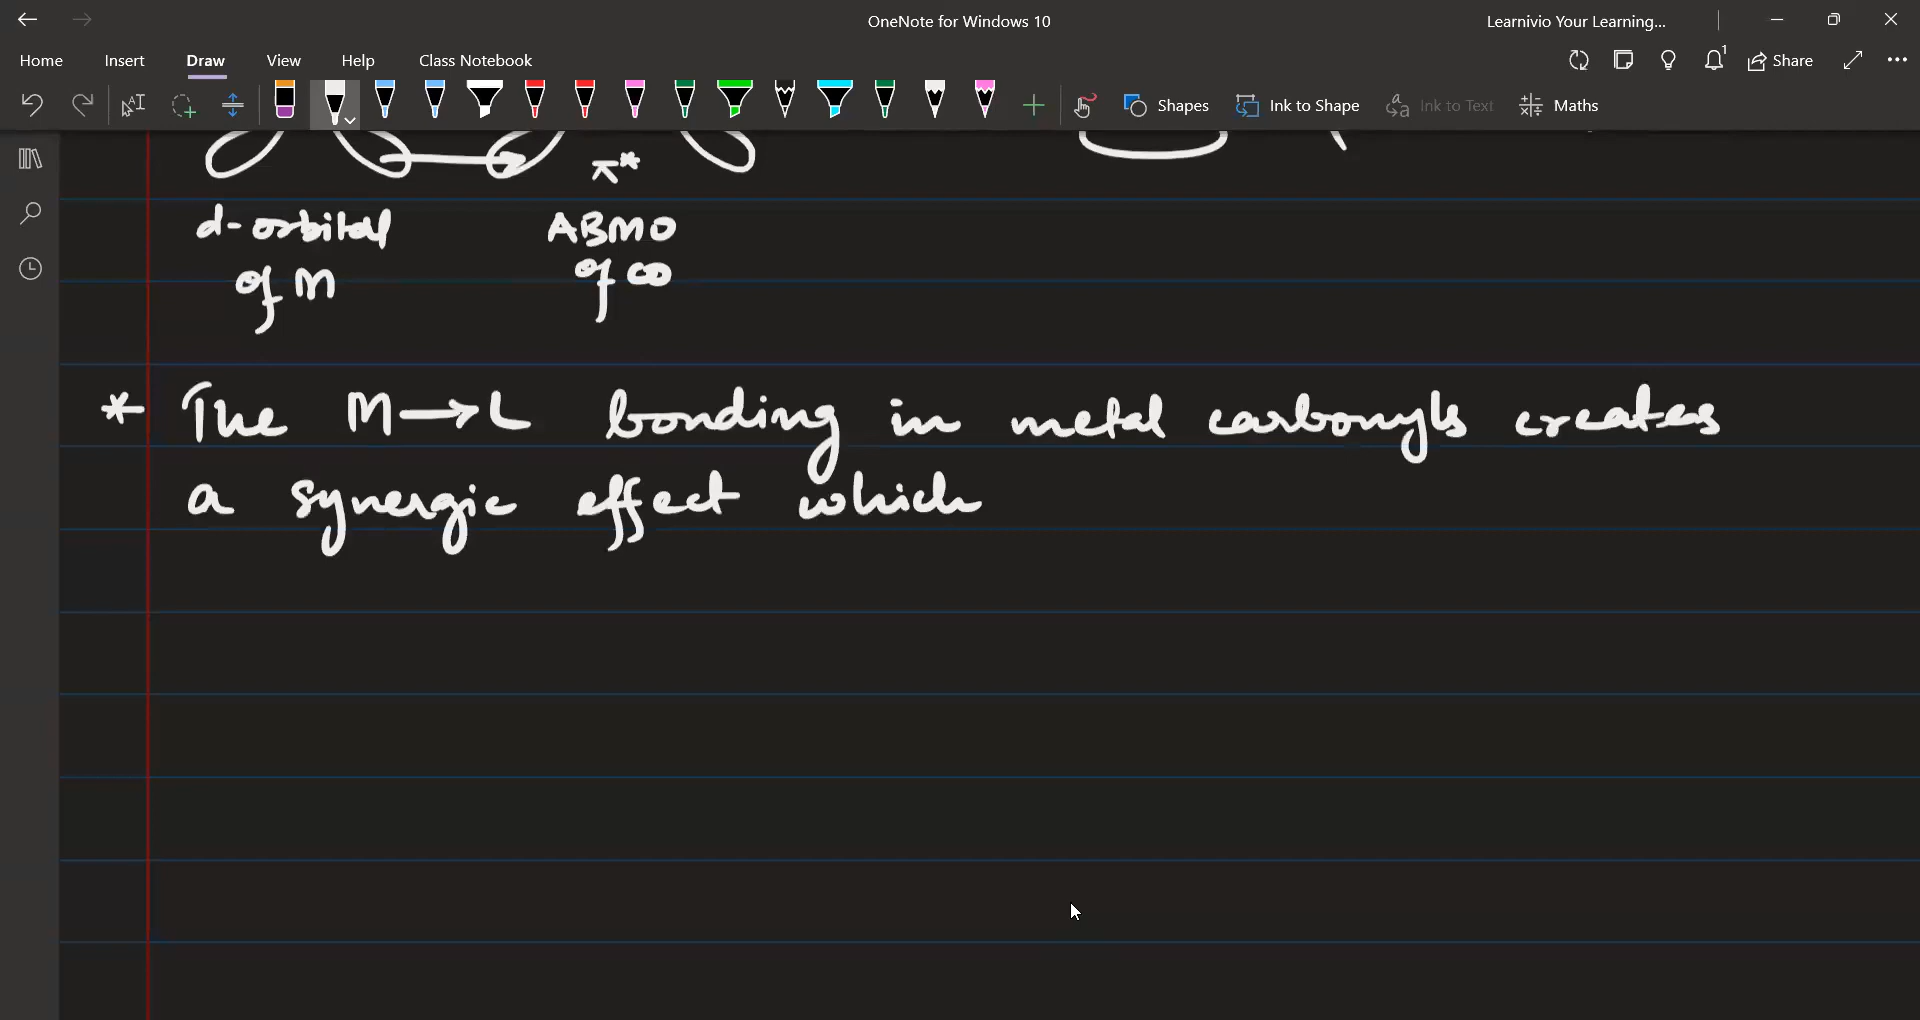 OneNote for Windows 10
Learnivio Your Learning...
Home Insert Draw View Help Class Notebook
1
Share
Shapes Ink to Shape Ink to Text Maths
π*
d-orbital ABMO
of M of CO
* The M→L bonding in metal carbonyls creates
a synergic effect which